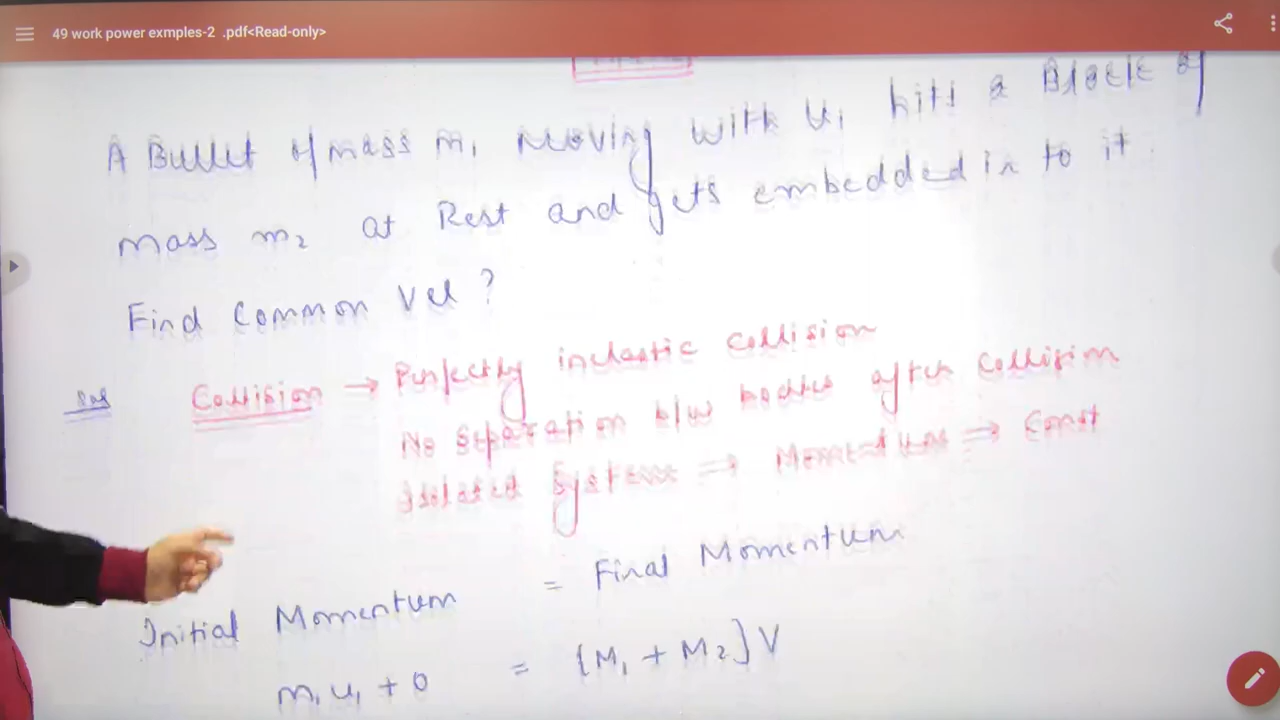 49 work power exmples-2 .pdf<Read-only>
A Bullet of mass m₁ moving with u₁ hits a Block of
mass m₂ at Rest and gets embedded in to it
Find Common Vel ?
Sol Collision → Perfectly inelastic collision
No separation b/w bodies after collision
isolated system ⇒ Momentum ⇒ Const
Initial Momentum = Final Momentum
m₁u₁ + 0 = [M₁ + M₂] V